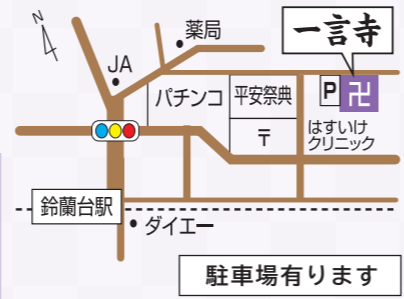 N
薬局
一言寺
JA
P
卍
パチンコ
平安祭典
〒
はすいけ
クリニック
鈴蘭台駅
ダイエー
駐車場有ります